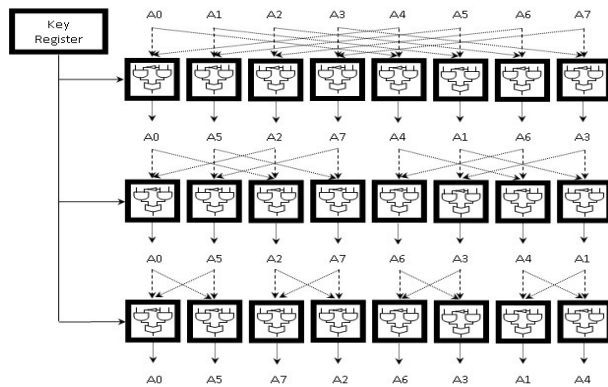 Key
Register
A0 A1 A2 A3 A4 A5 A6 A7
A0 A5 A2 A7 A4 A1 A6 A3
A0 A5 A2 A7 A6 A3 A4 A1
A0 A5 A7 A2 A6 A3 A1 A4